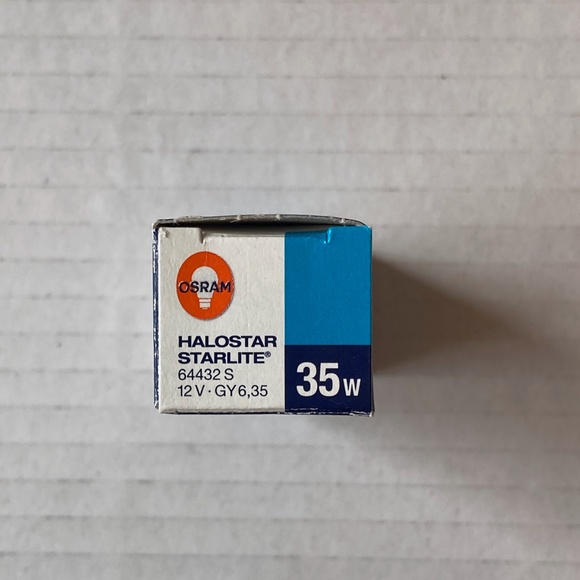 OSRAM
HALOSTAR
STARLITE®
64432 S
12 V · GY 6,35
35 W